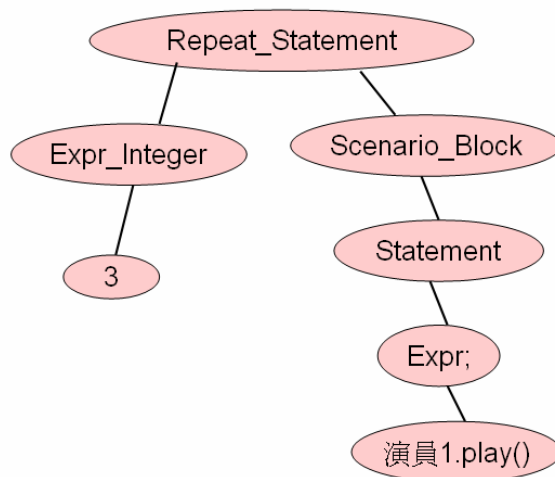 Repeat_Statement
Expr_Integer
Scenario_Block
3
Statement
Expr;
演員1.play()